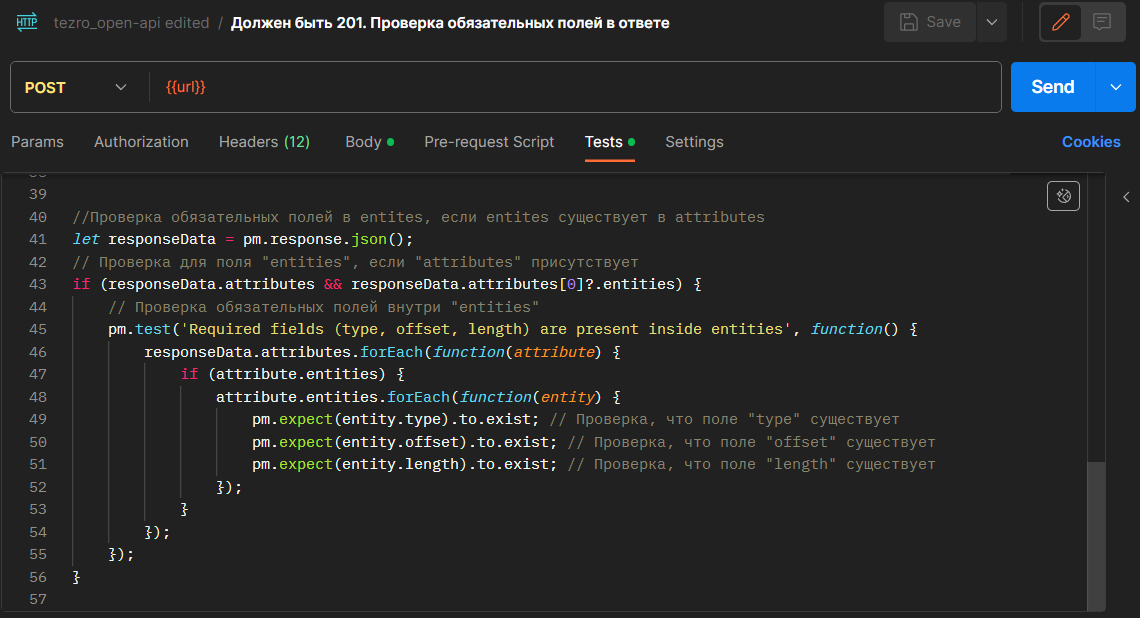 HTTP tezro_open-api edited / Должен быть 201. Проверка обязательных полей в ответе Save
POST {{url}} Send
Params Authorization Headers (12) Body Pre-request Script Tests Settings Cookies
39
40 //Проверка обязательных полей в entites, если entites существует в attributes
41 let responseData = pm.response.json();
42 // Проверка для поля "entities", если "attributes" присутствует
43 if (responseData.attributes && responseData.attributes[0]?.entities) {
44 // Проверка обязательных полей внутри "entities"
45 pm.test('Required fields (type, offset, length) are present inside entities', function() {
46 responseData.attributes.forEach(function(attribute) {
47 if (attribute.entities) {
48 attribute.entities.forEach(function(entity) {
49 pm.expect(entity.type).to.exist; // Проверка, что поле "type" существует
50 pm.expect(entity.offset).to.exist; // Проверка, что поле "offset" существует
51 pm.expect(entity.length).to.exist; // Проверка, что поле "length" существует
52 });
53 }
54 });
55 });
56 }
57